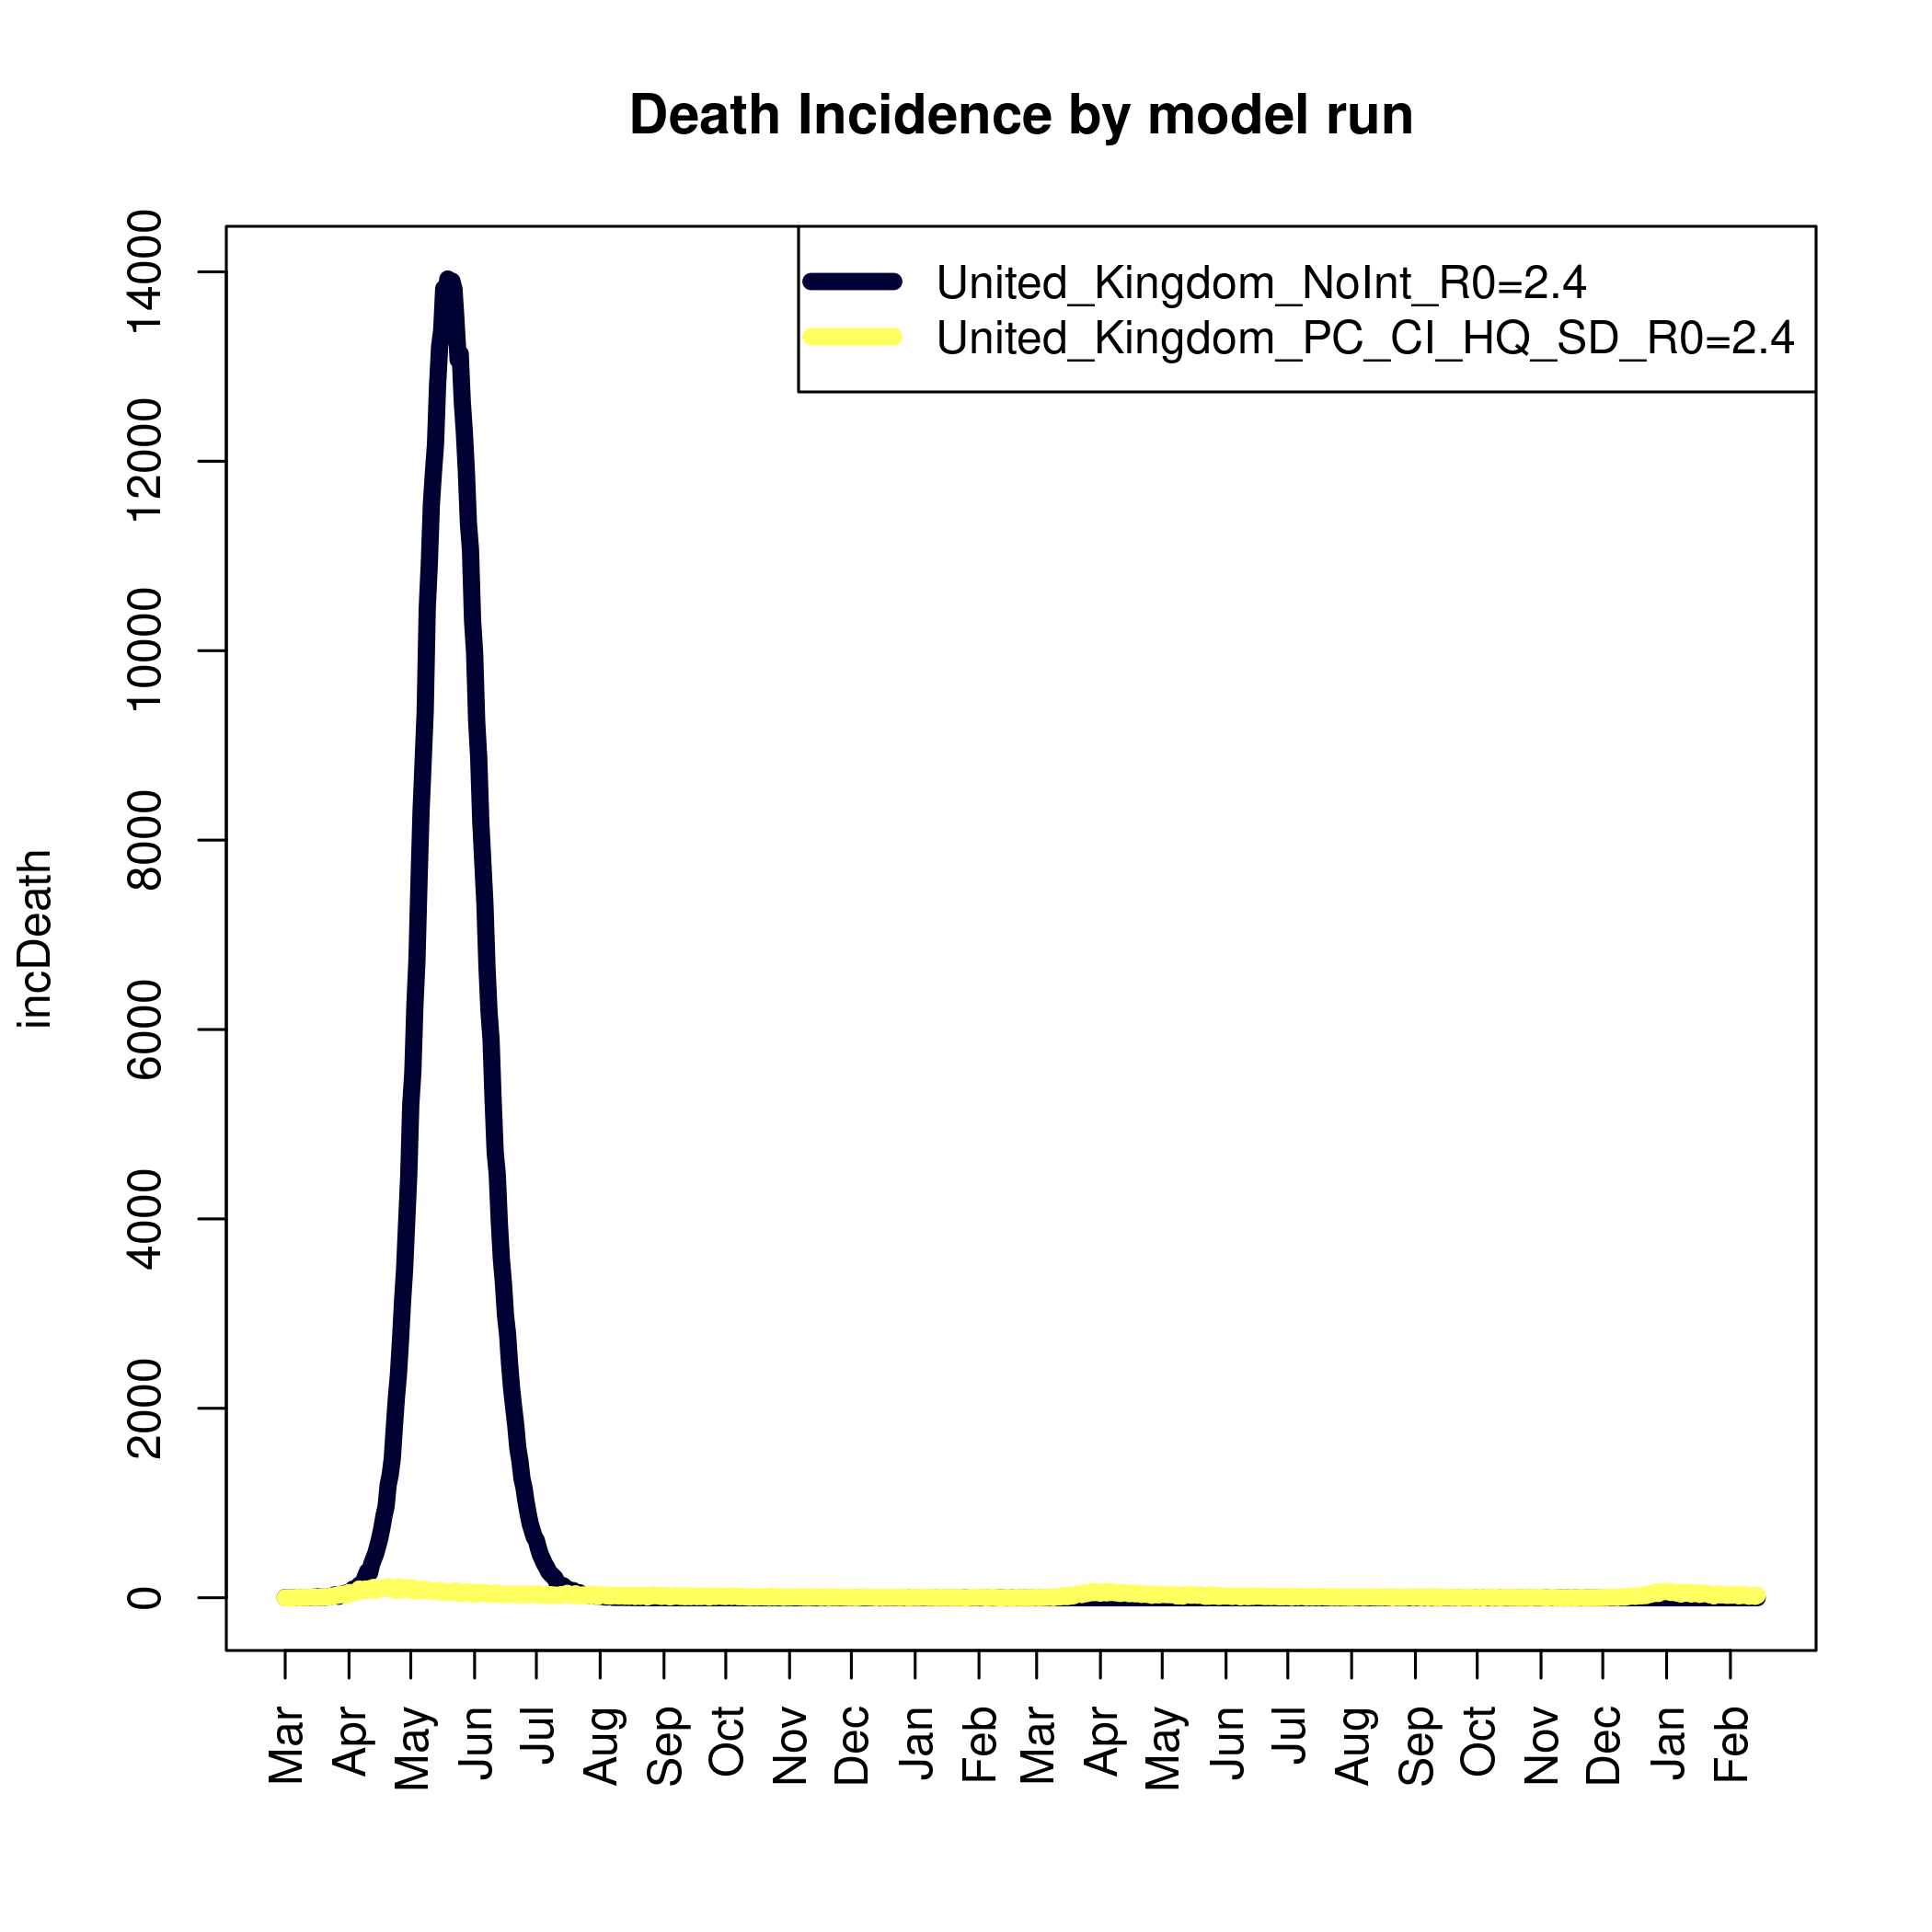 Death Incidence by model run
United_Kingdom_NoInt_R0=2.4
United_Kingdom_PC_CI_HQ_SD_R0=2.4
incDeath
14000
12000
10000
8000
6000
4000
2000
0
Mar Apr May Jun Jul Aug Sep Oct Nov Dec Jan Feb Mar Apr May Jun Jul Aug Sep Oct Nov Dec Jan Feb